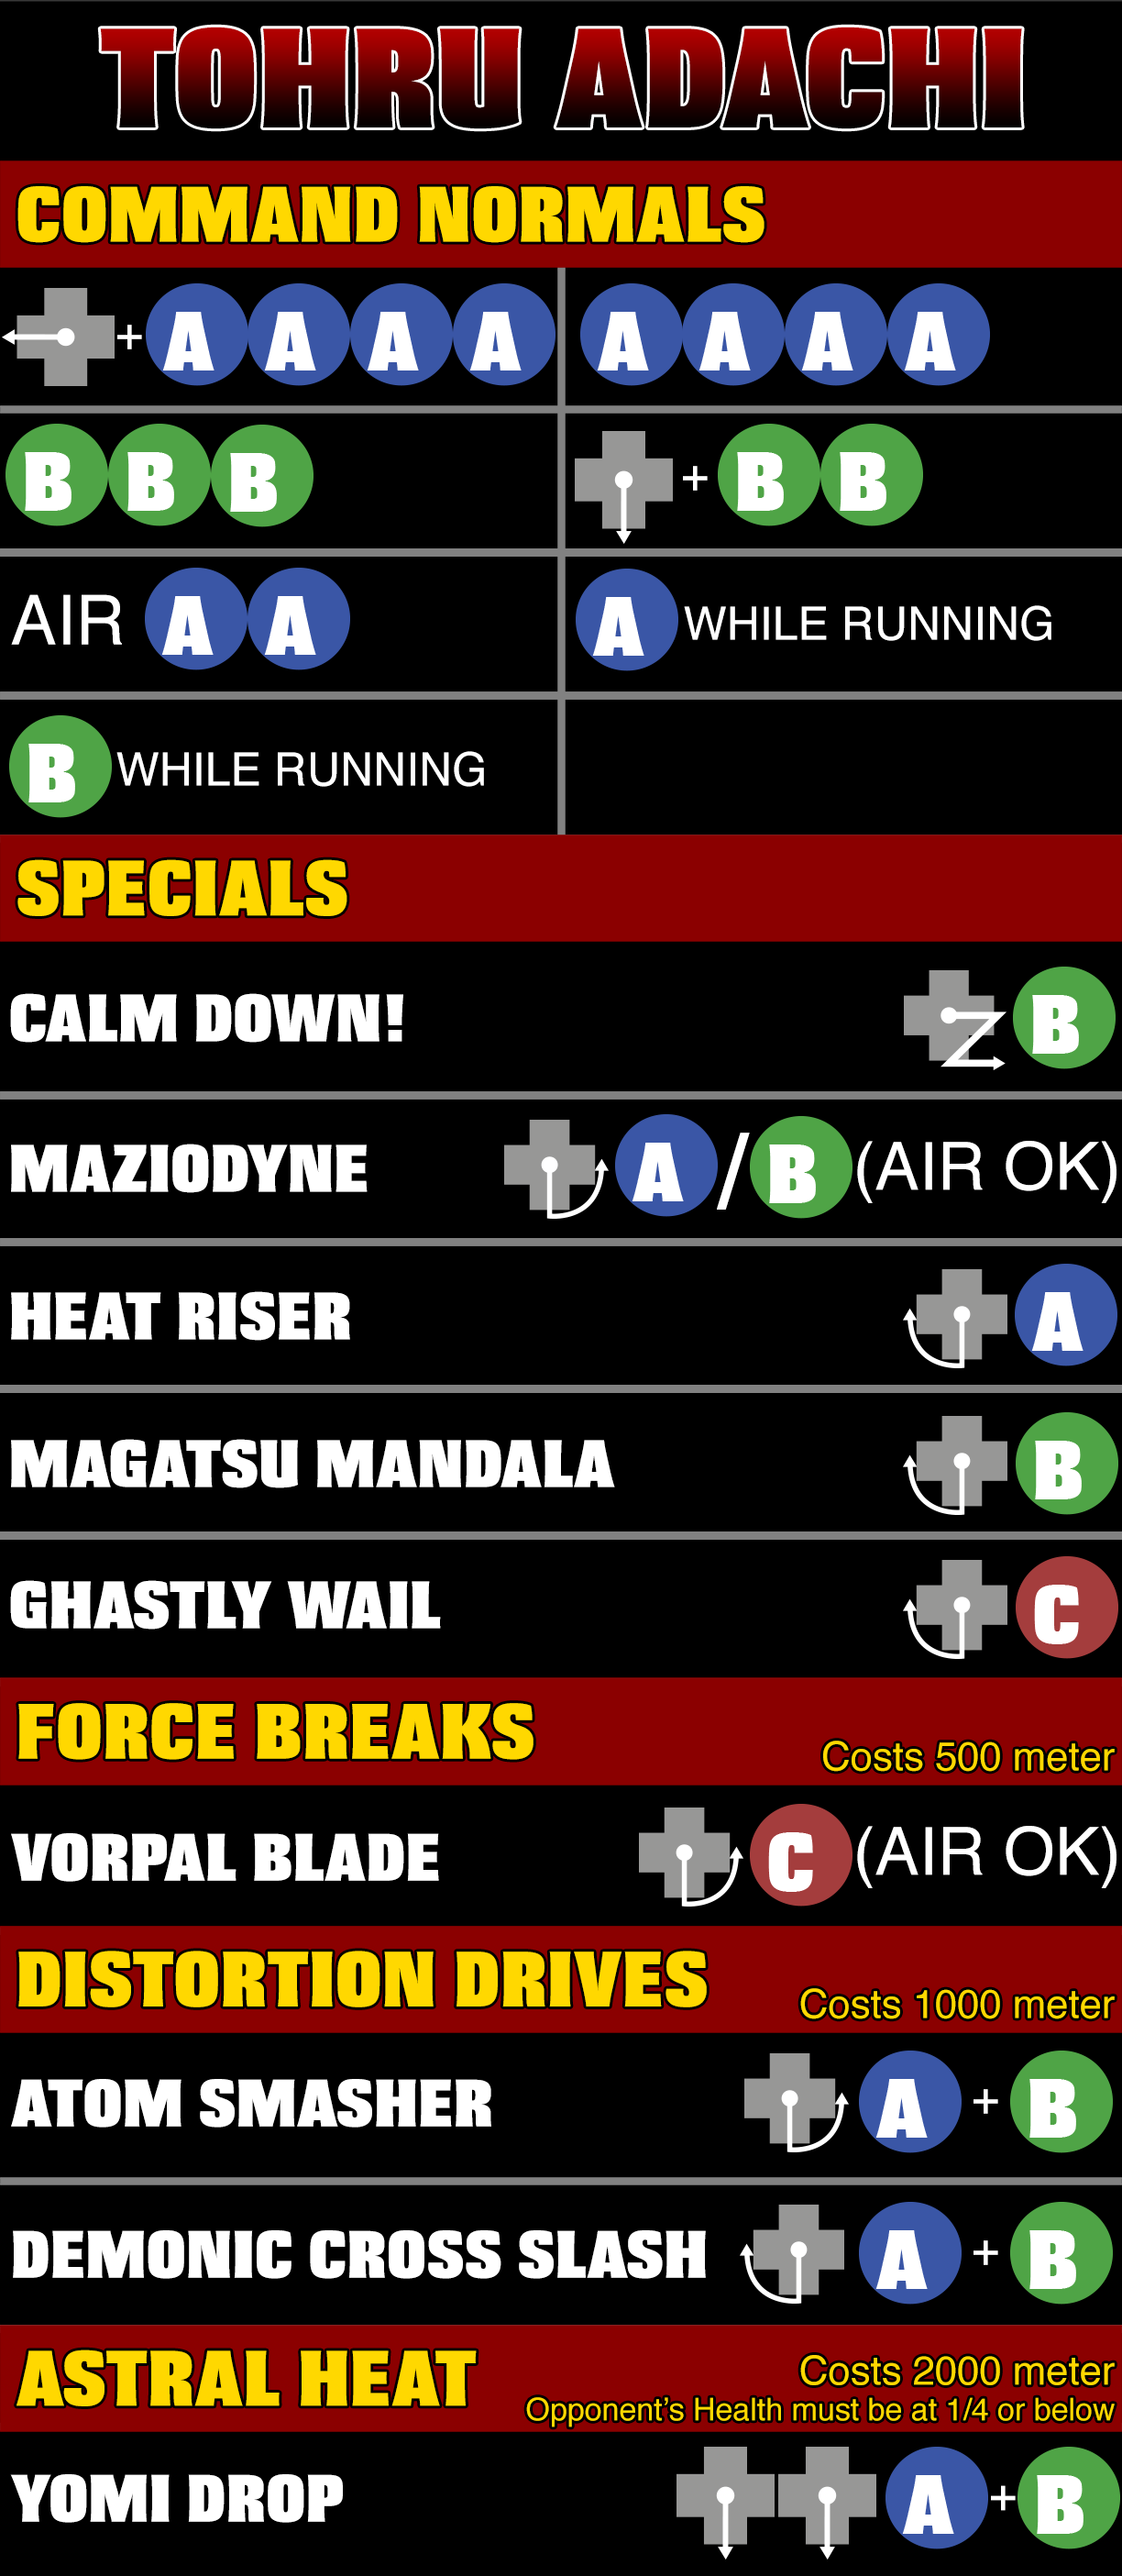 TOHRU ADACHI
COMMAND NORMALS
+ A A A A
A A A A
B B B
+ B B
AIR A A
A WHILE RUNNING
B WHILE RUNNING
SPECIALS
CALM DOWN! B
MAZIODYNE A / B (AIR OK)
HEAT RISER A
MAGATSU MANDALA B
GHASTLY WAIL C
FORCE BREAKS Costs 500 meter
VORPAL BLADE C (AIR OK)
DISTORTION DRIVES Costs 1000 meter
ATOM SMASHER A + B
DEMONIC CROSS SLASH A + B
ASTRAL HEAT Costs 2000 meter
Opponent's Health must be at 1/4 or below
YOMI DROP A + B